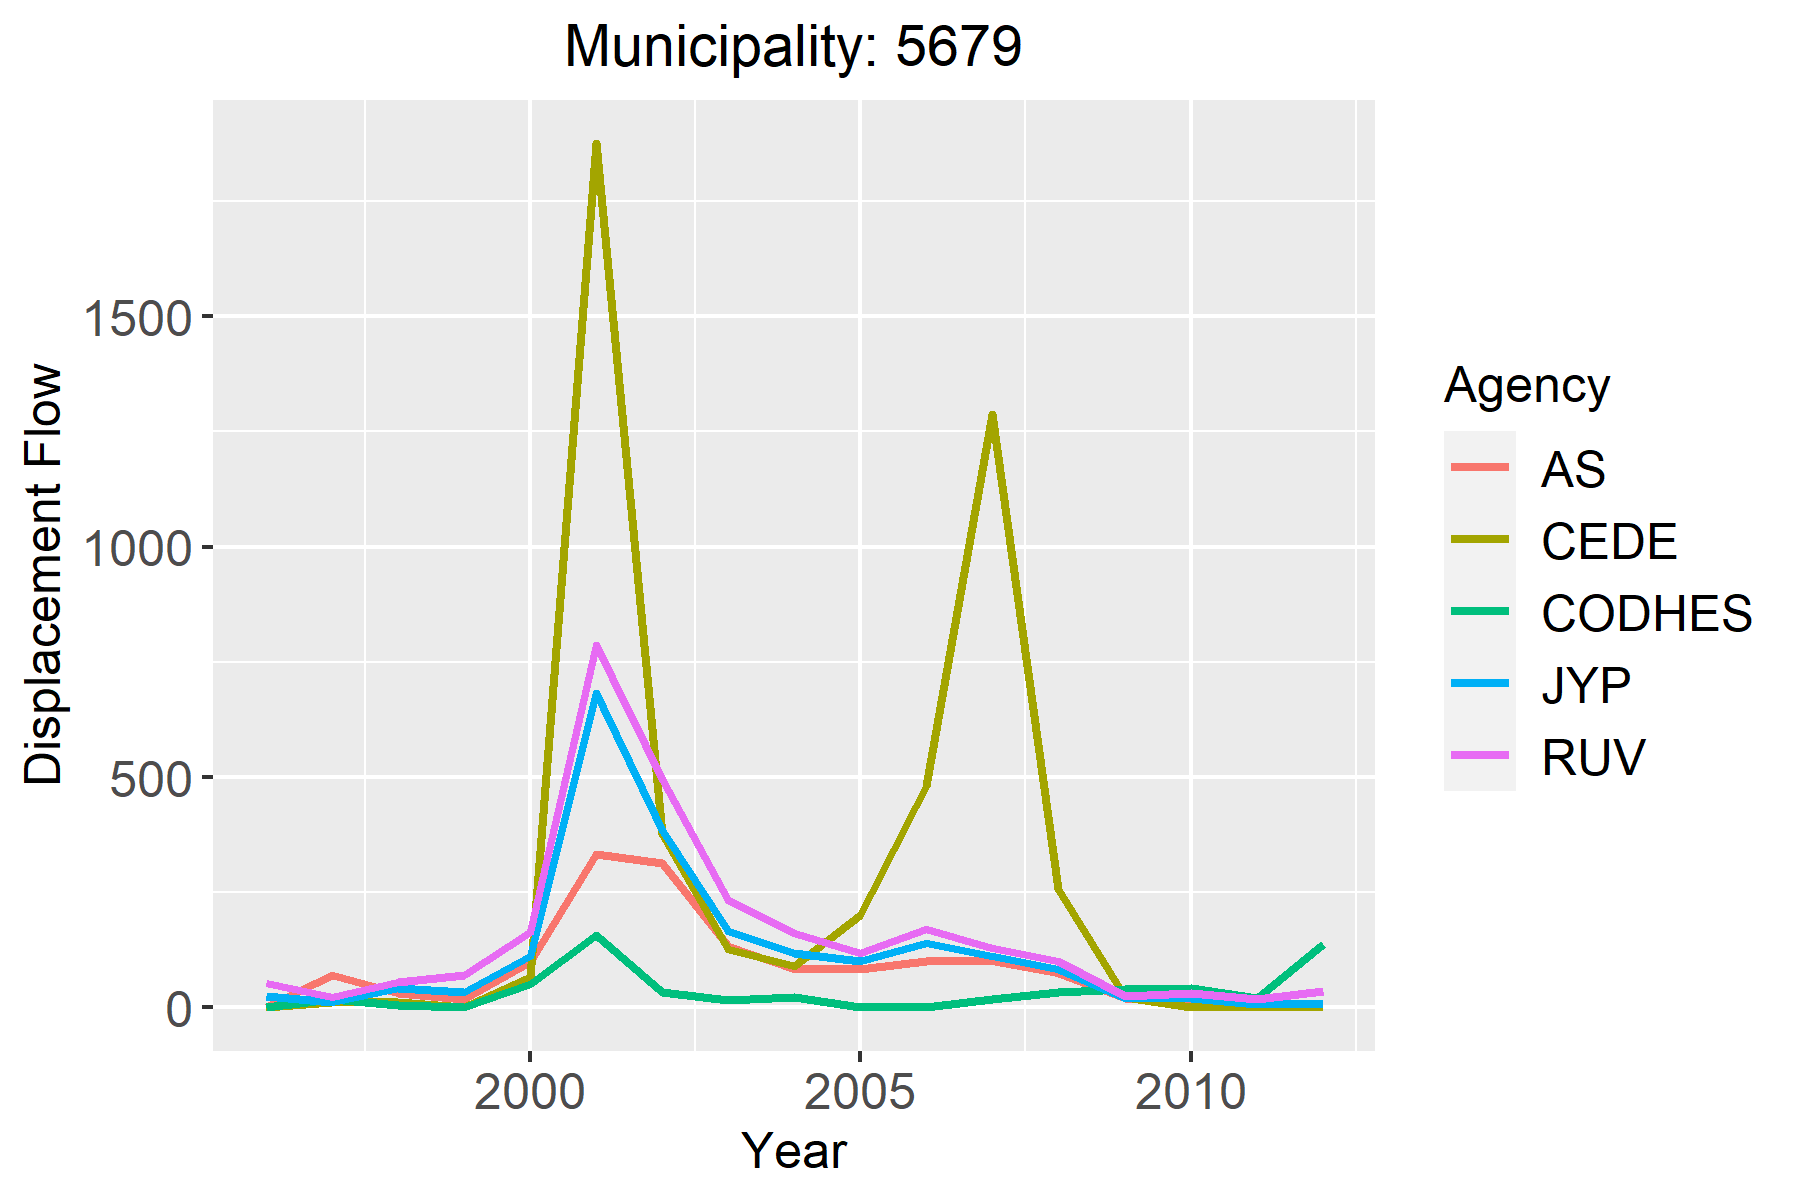 Municipality: 5679
Displacement Flow
1500
1000
500
0
2000 2005 2010
Year
Agency
AS
CEDE
CODHES
JYP
RUV